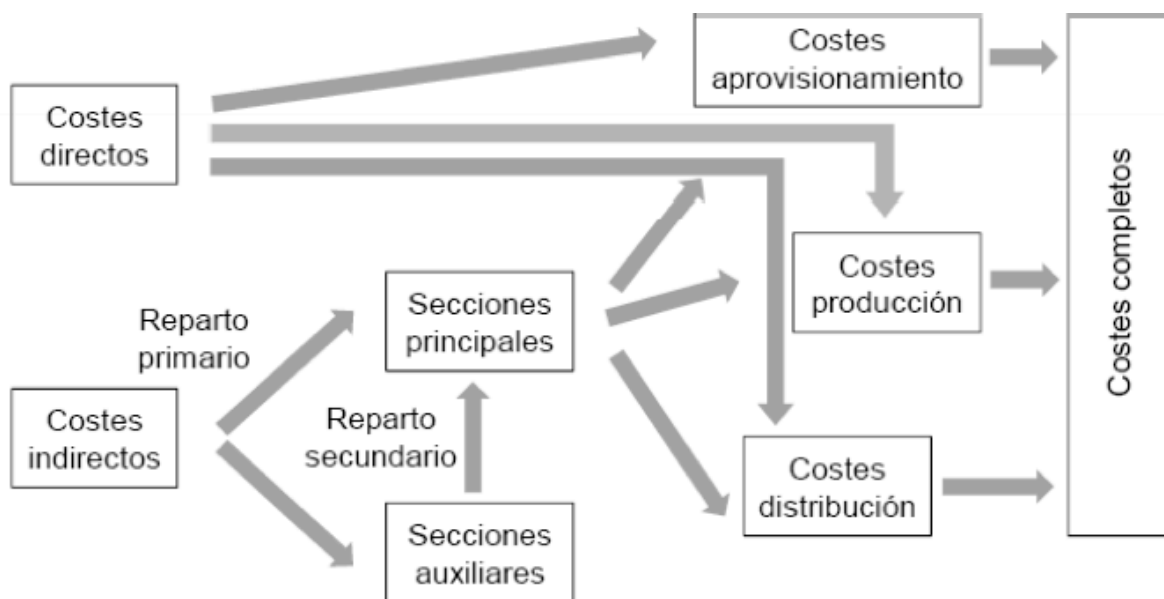 Costes
aprovisionamiento
Costes
directos
Costes completos
Costes
producción
Secciones
principales
Reparto
primario
Costes
indirectos
Reparto
secundario
Costes
distribución
Secciones
auxiliares